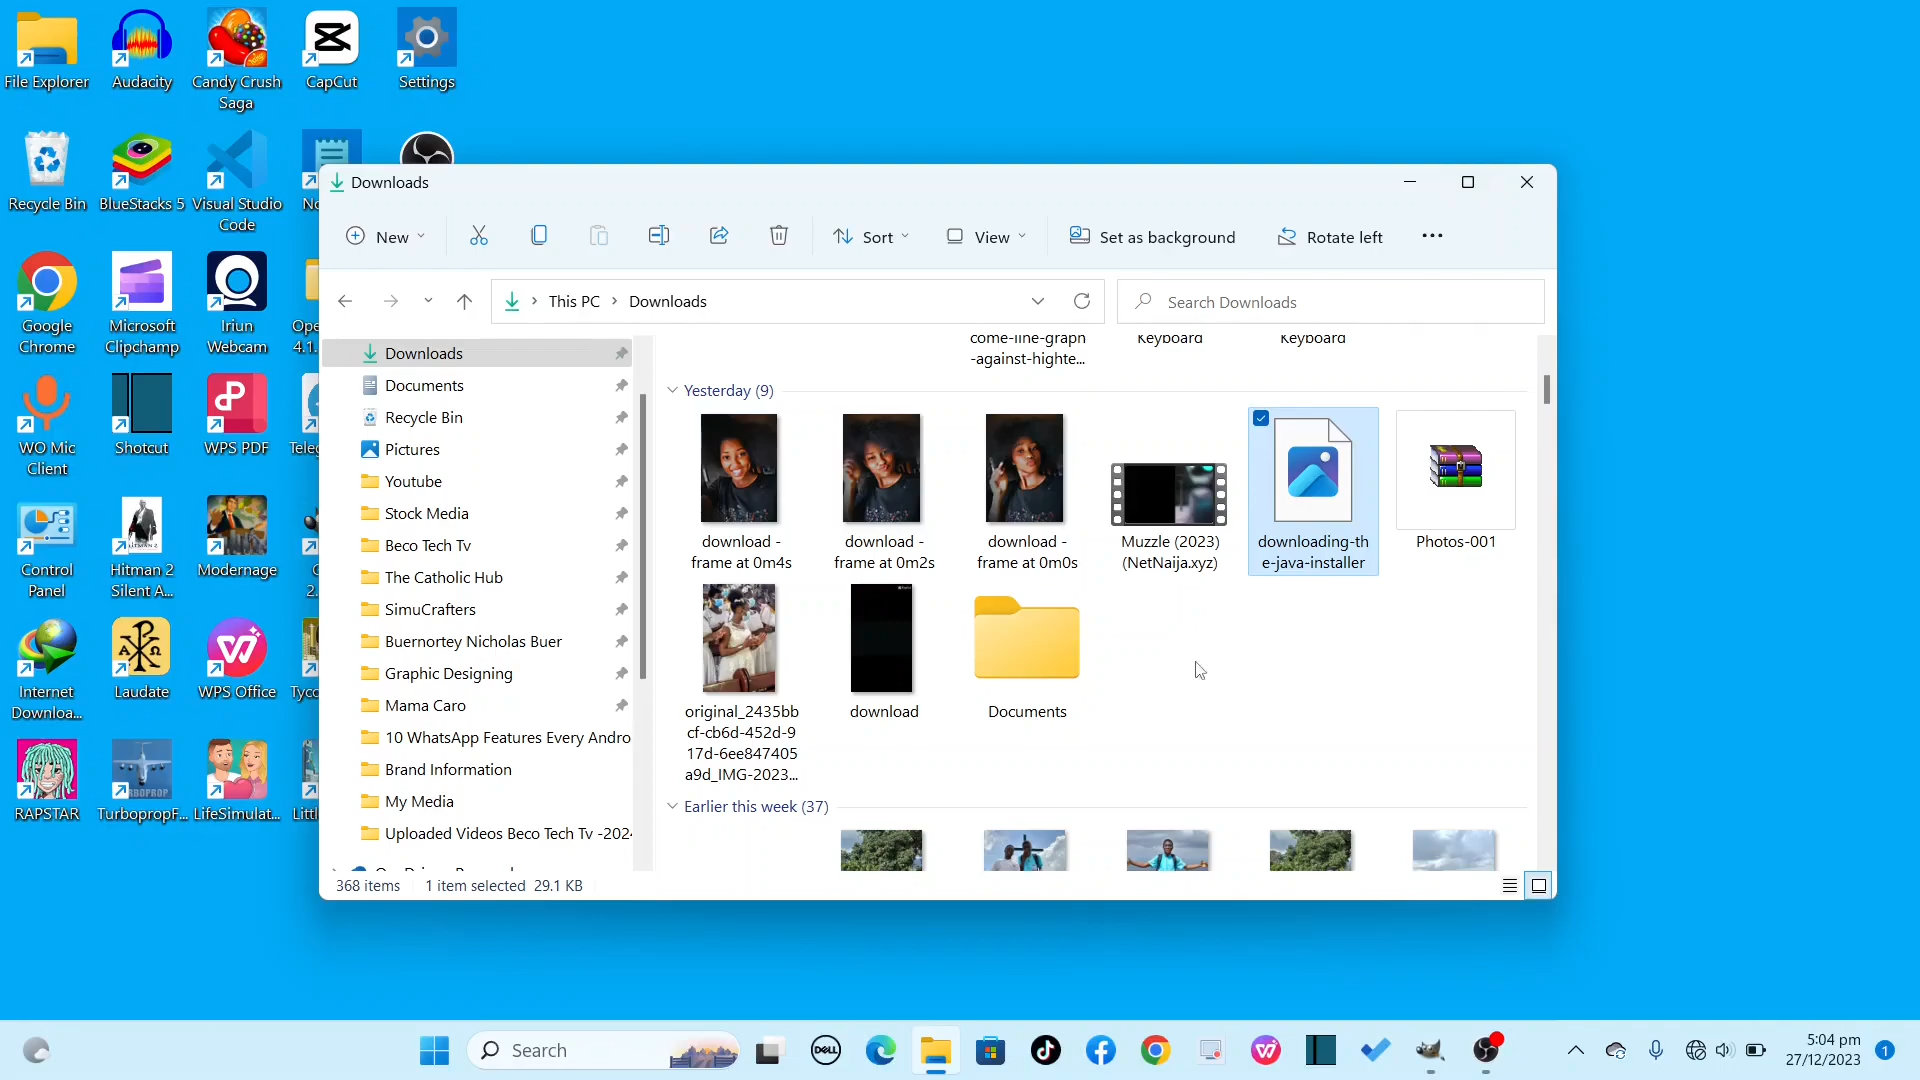 File Explorer
Audacity
Candy Crush
Saga
CapCut
Settings
Recycle Bin
BlueStacks 5
Visual Studio
Code
Google
Chrome
Microsoft
Clipchamp
Iriun
Webcam
WO Mic
Client
Shotcut
WPS PDF
Control
Panel
Hitman 2
Silent A...
Modernage
Internet
Downloa...
Laudate
WPS Office
RAPSTAR
TurbopropF...
LifeSimulat...
Downloads
New
Sort
View
Set as background
Rotate left
This PC
Downloads
Search Downloads
Downloads
Documents
Recycle Bin
Pictures
Youtube
Stock Media
Beco Tech Tv
The Catholic Hub
SimuCrafters
Buernortey Nicholas Buer
Graphic Designing
Mama Caro
10 WhatsApp Features Every Andro
Brand Information
My Media
Uploaded Videos Beco Tech Tv -202
come-line-graph
-against-highte...
Keyboard
Keyboard
Yesterday (9)
download -
frame at 0m4s
download -
frame at 0m2s
download -
frame at 0m0s
Muzzle (2023)
(NetNaija.xyz)
downloading-th
e-java-installer
Photos-001
original_2435bb
cf-cb6d-452d-9
17d-6ee847405
a9d_IMG-2023...
download
Documents
Earlier this week (37)
368 items
1 item selected 29.1 KB
Search
DELL
5:04 pm
27/12/2023
1